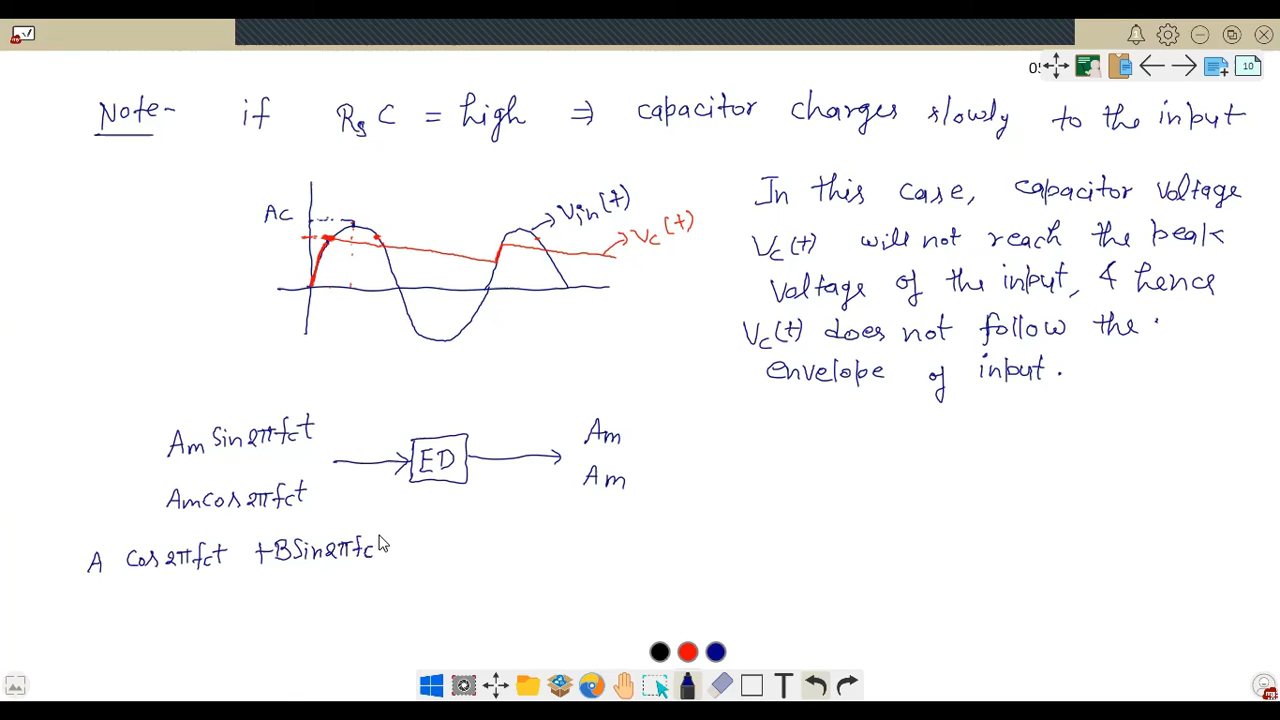 05
10
Note- if RsC = high ⇒ capacitor charges slowly to the input
AC
Vin(t)
Vc(t)
In this case, capacitor voltage
Vc(t) will not reach the peak
voltage of the input, & hence
Vc(t) does not follow the
envelope of input.
Am Sin2πfct
Amcos2πfct
ED
Am
Am
A cos2πfct +BSin2πfc
T